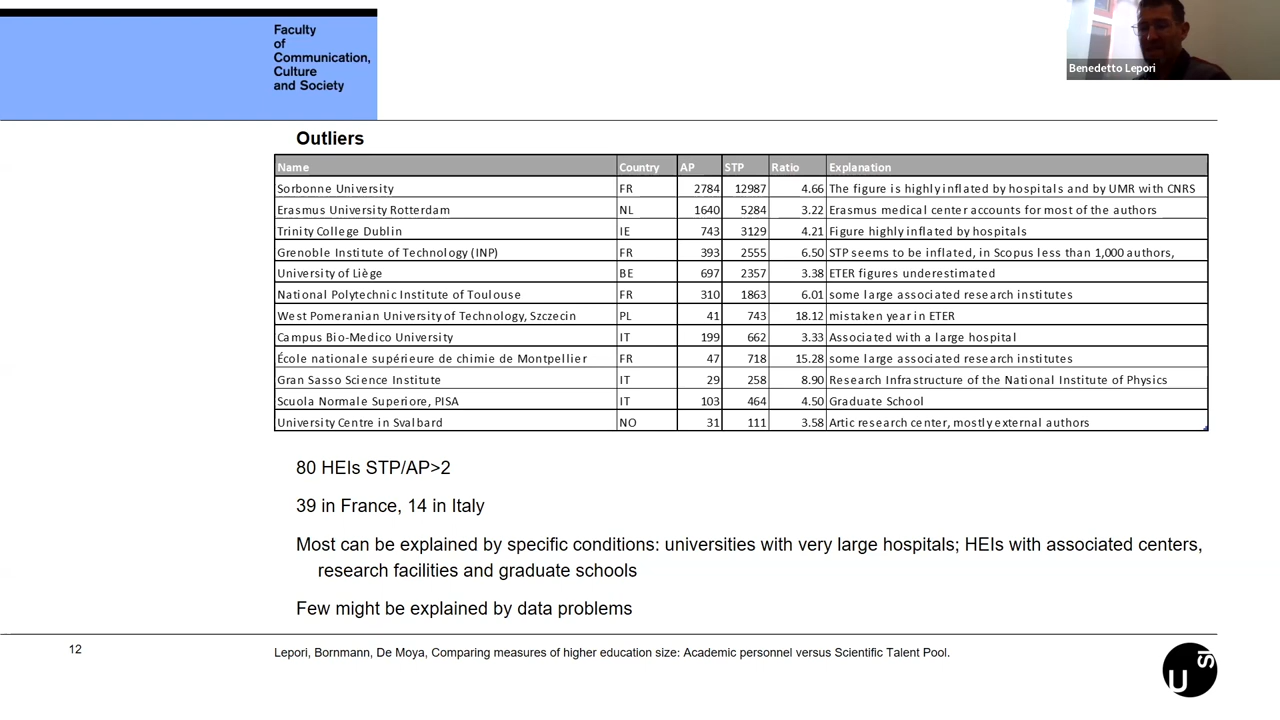 Faculty
of
Communication,
Culture
and Society
Benedetto Lepori
Outliers
Name Country AP STP Ratio Explanation
Sorbonne University FR 2784 12987 4.66 The figure is highly inflated by hospitals and by UMR with CNRS
Erasmus University Rotterdam NL 1640 5284 3.22 Erasmus medical center accounts for most of the authors
Trinity College Dublin IE 743 3129 4.21 Figure highly inflated by hospitals
Grenoble Institute of Technology (INP) FR 393 2555 6.50 STP seems to be inflated, in Scopus less than 1,000 authors,
University of Liège BE 697 2357 3.38 ETER figures underestimated
National Polytechnic Institute of Toulouse FR 310 1863 6.01 some large associated research institutes
West Pomeranian University of Technology, Szczecin PL 41 743 18.12 mistaken year in ETER
Campus Bio-Medico University IT 199 662 3.33 Associated with a large hospital
École nationale supérieure de chimie de Montpellier FR 47 718 15.28 some large associated research institutes
Gran Sasso Science Institute IT 29 258 8.90 Research Infrastructure of the National Institute of Physics
Scuola Normale Superiore, PISA IT 103 464 4.50 Graduate School
University Centre in Svalbard NO 31 111 3.58 Artic research center, mostly external authors
80 HEIs STP/AP>2
39 in France, 14 in Italy
Most can be explained by specific conditions: universities with very large hospitals; HEIs with associated centers,
research facilities and graduate schools
Few might be explained by data problems
12
Lepori, Bornmann, De Moya, Comparing measures of higher education size: Academic personnel versus Scientific Talent Pool.
U
SI